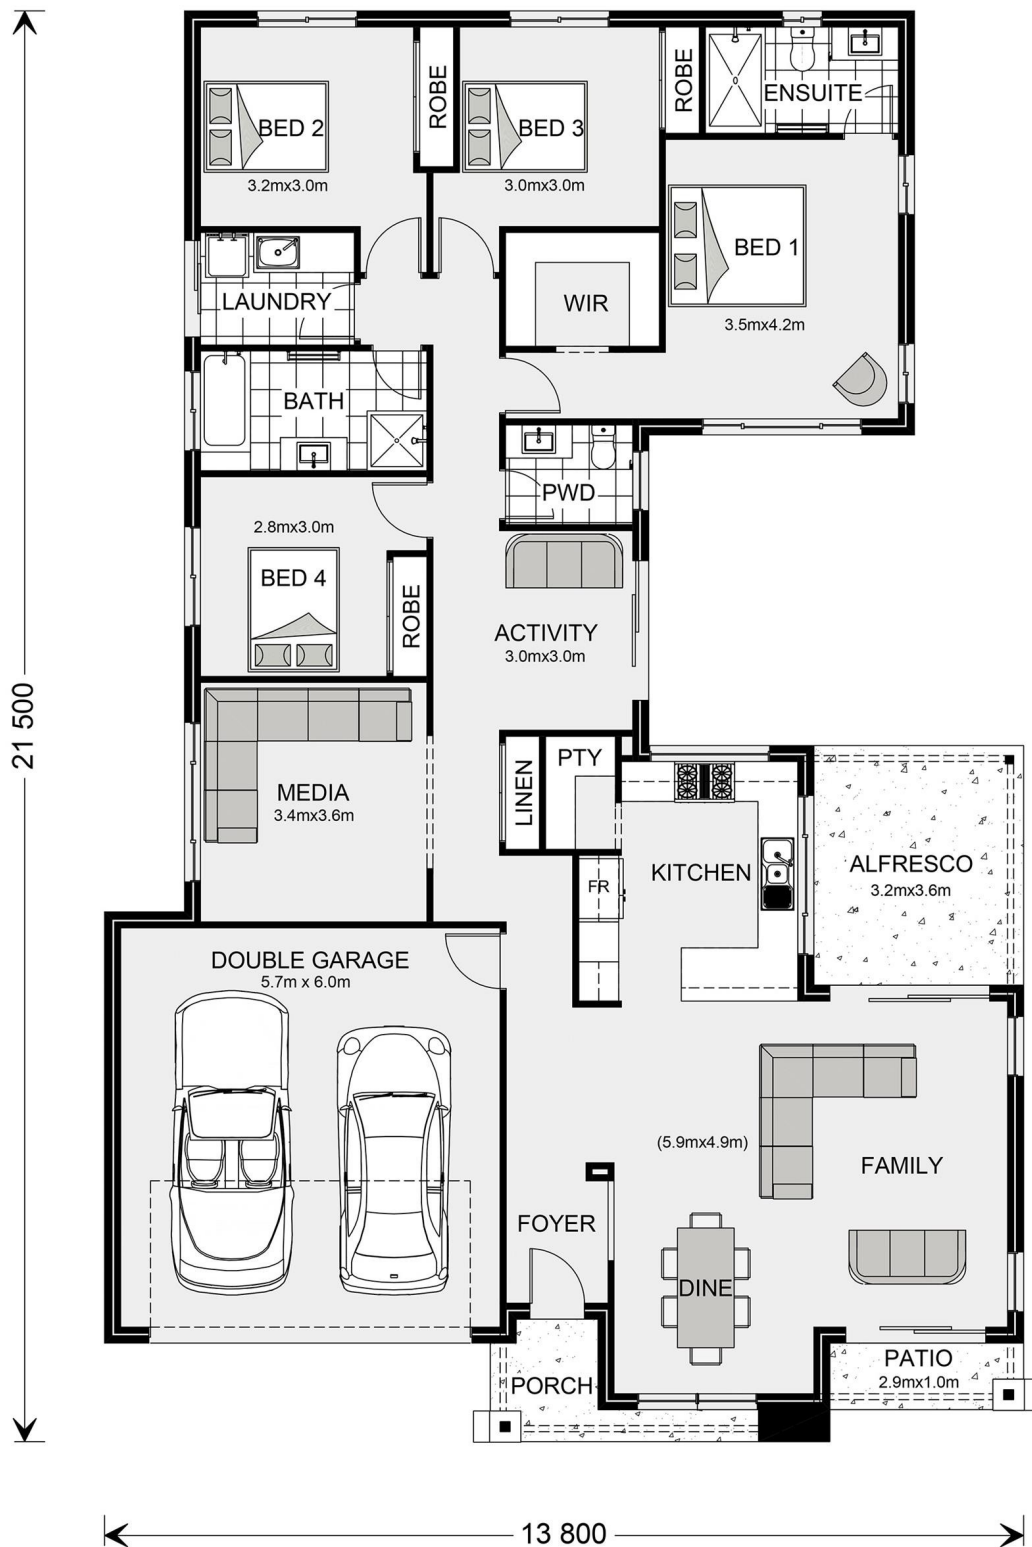 ROBE
ROBE
ENSUITE
BED 2
BED 3
3.2mx3.0m
3.0mx3.0m
BED 1
3.5mx4.2m
LAUNDRY
WIR
BATH
PWD
2.8mx3.0m
BED 4
ROBE
ACTIVITY
3.0mx3.0m
21 500
MEDIA
3.4mx3.6m
LINEN
PTY
KITCHEN
FR
ALFRESCO
3.2mx3.6m
DOUBLE GARAGE
5.7m x 6.0m
(5.9mx4.9m)
FAMILY
FOYER
DINE
PORCH
PATIO
2.9mx1.0m
13 800